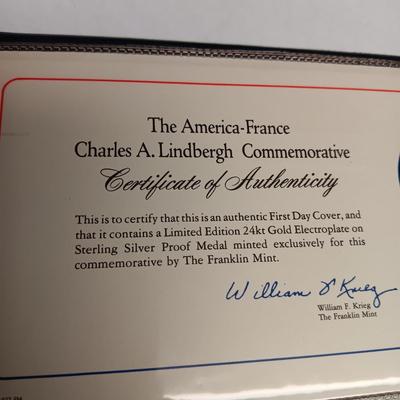 The America-France
Charles A. Lindbergh Commemorative
Certificate of Authenticity
This is to certify that this is an authentic First Day Cover, and
that it contains a Limited Edition 24kt Gold Electroplate on
Sterling Silver Proof Medal minted exclusively for this
commemorative by The Franklin Mint.
William F Krieg
William F. Krieg
The Franklin Mint